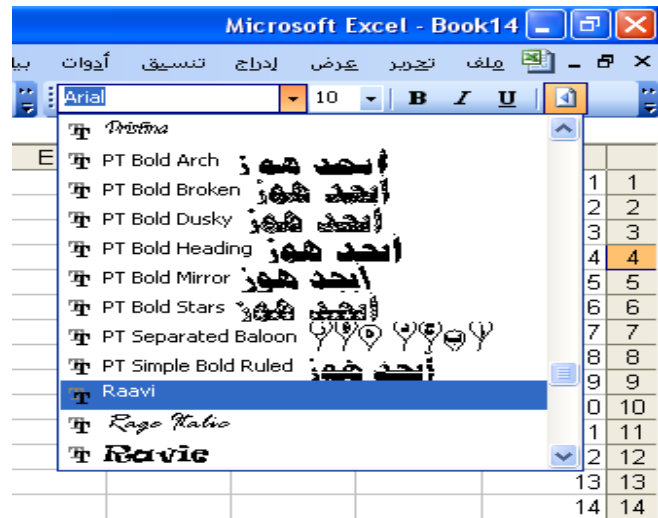 Microsoft Excel - Book14
ملف تحرير عرض إدراج تنسيق أدوات
Arial 10 B I U
Pristina
E
PT Bold Arch أبجد هوز
PT Bold Broken أبجد هوز
PT Bold Dusky أبجد هوز
PT Bold Heading أبجد هوز
PT Bold Mirror أبجد هوز
PT Bold Stars أبجد هوز
PT Separated Baloon
PT Simple Bold Ruled أبجد هوز
Raavi
Rage Italic
Ravie
1 1
2 2
3 3
4 4
5 5
6 6
7 7
8 8
9 9
0 10
1 11
2 12
13 13
14 14